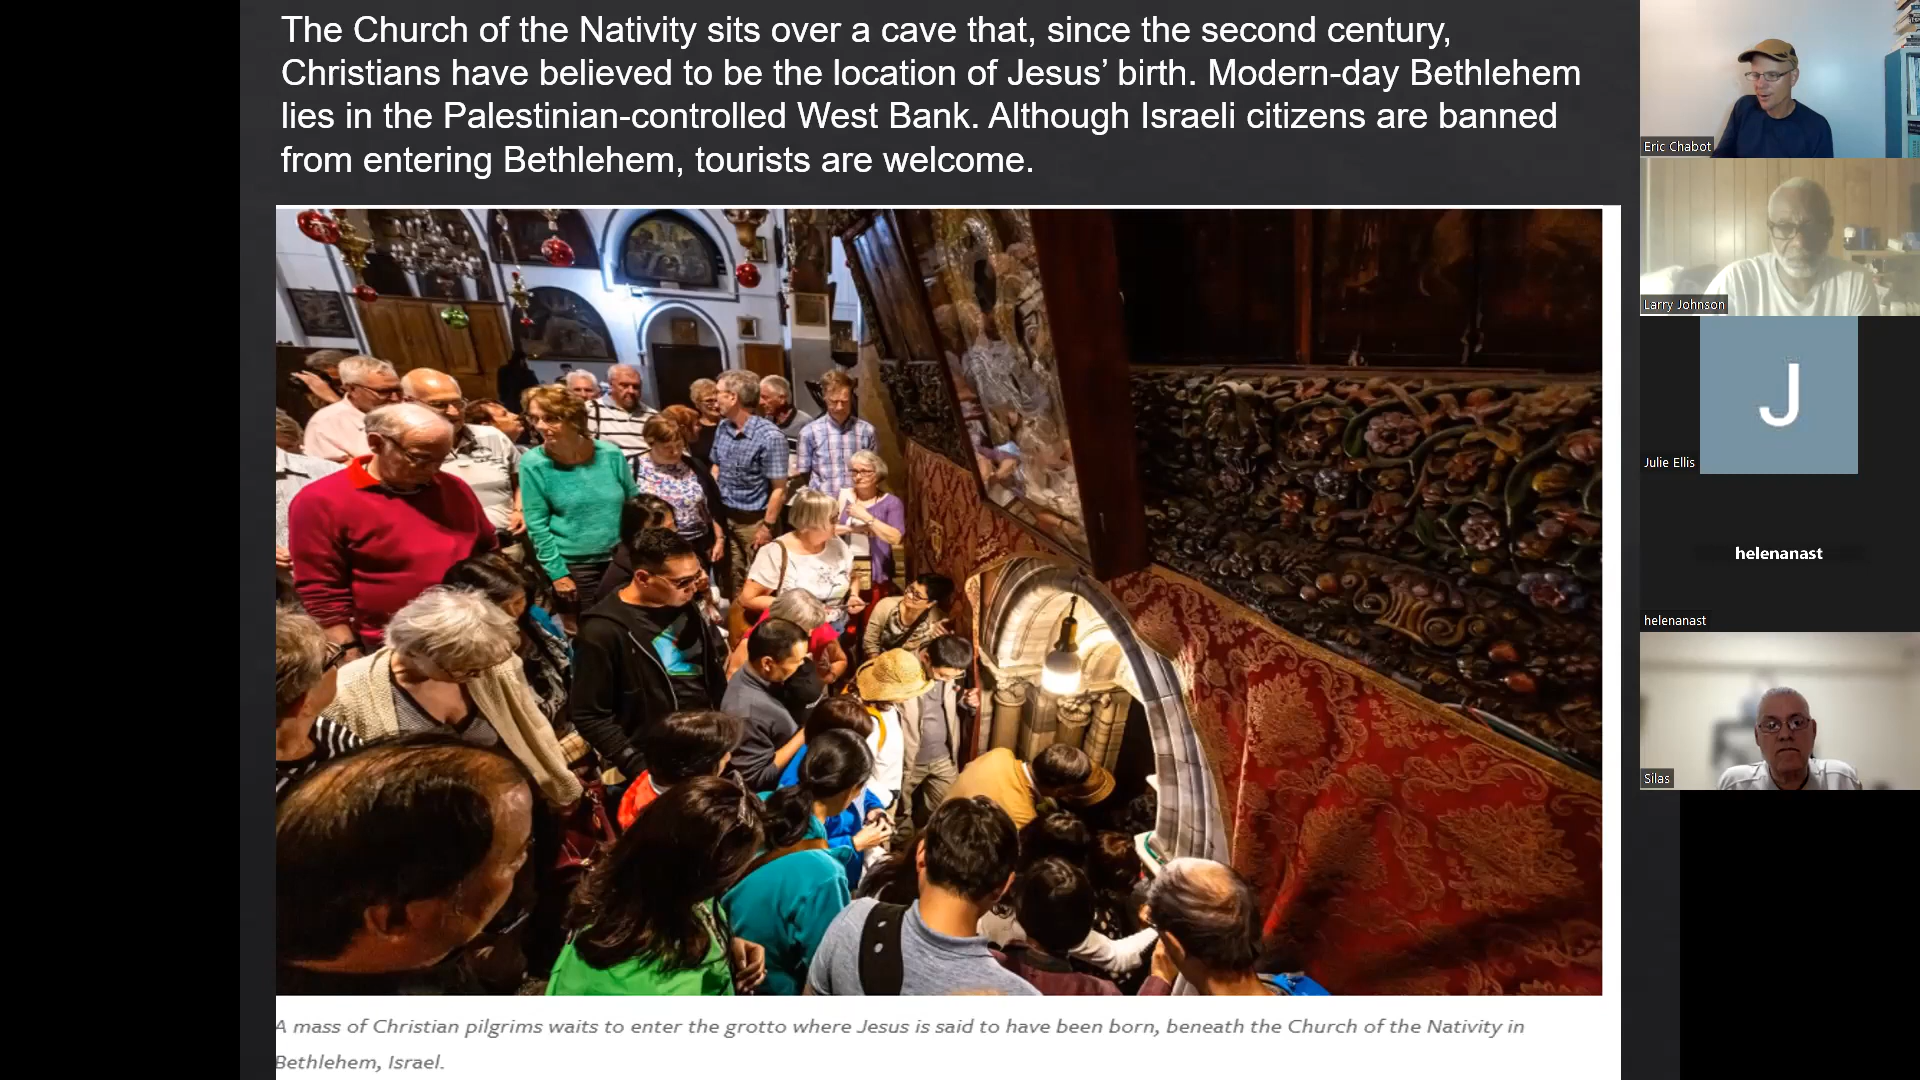 The Church of the Nativity sits over a cave that, since the second century,
Christians have believed to be the location of Jesus’ birth. Modern-day Bethlehem
lies in the Palestinian-controlled West Bank. Although Israeli citizens are banned
from entering Bethlehem, tourists are welcome.
A mass of Christian pilgrims waits to enter the grotto where Jesus is said to have been born, beneath the Church of the Nativity in
Bethlehem, Israel.
Eric Chabot
Larry Johnson
J
Julie Ellis
helenanast
helenanast
Silas